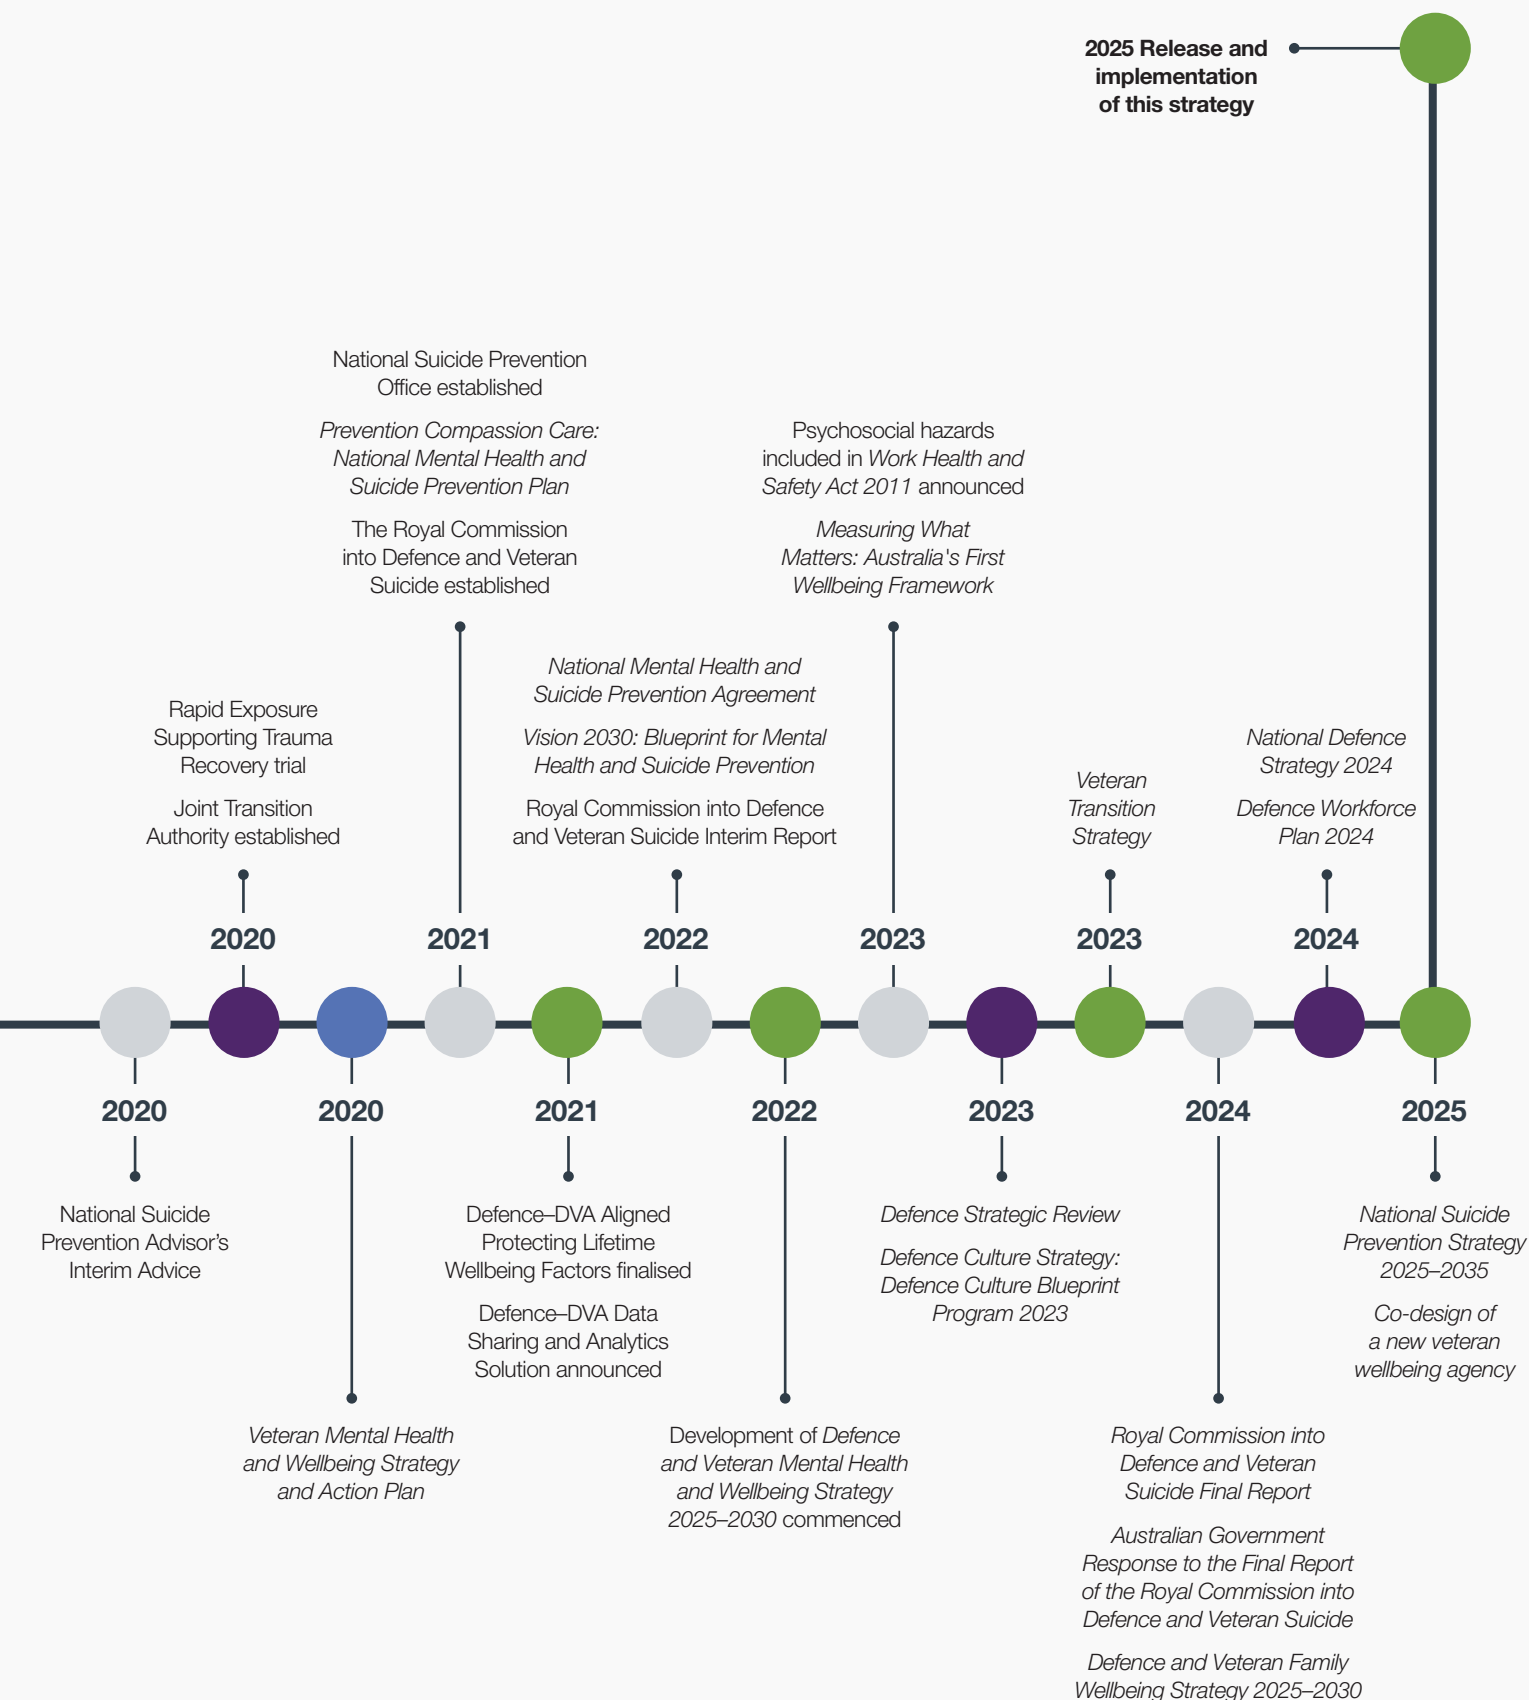 2025 Release and
implementation
of this strategy
National Suicide Prevention
Office established
Prevention Compassion Care:
National Mental Health and
Suicide Prevention Plan
The Royal Commission
into Defence and Veteran
Suicide established
Psychosocial hazards
included in Work Health and
Safety Act 2011 announced
Measuring What
Matters: Australia's First
Wellbeing Framework
Rapid Exposure
Supporting Trauma
Recovery trial
Joint Transition
Authority established
National Mental Health and
Suicide Prevention Agreement
Vision 2030: Blueprint for Mental
Health and Suicide Prevention
Royal Commission into Defence
and Veteran Suicide Interim Report
Veteran
Transition
Strategy
National Defence
Strategy 2024
Defence Workforce
Plan 2024
2020
2021
2022
2023
2023
2024
2020
2020
2021
2022
2023
2024
2025
National Suicide
Prevention Advisor’s
Interim Advice
Veteran Mental Health
and Wellbeing Strategy
and Action Plan
Defence–DVA Aligned
Protecting Lifetime
Wellbeing Factors finalised
Defence–DVA Data
Sharing and Analytics
Solution announced
Development of Defence
and Veteran Mental Health
and Wellbeing Strategy
2025–2030 commenced
Defence Strategic Review
Defence Culture Strategy:
Defence Culture Blueprint
Program 2023
Royal Commission into
Defence and Veteran
Suicide Final Report
Australian Government
Response to the Final Report
of the Royal Commission into
Defence and Veteran Suicide
Defence and Veteran Family
Wellbeing Strategy 2025–2030
National Suicide
Prevention Strategy
2025–2035
Co-design of
a new veteran
wellbeing agency